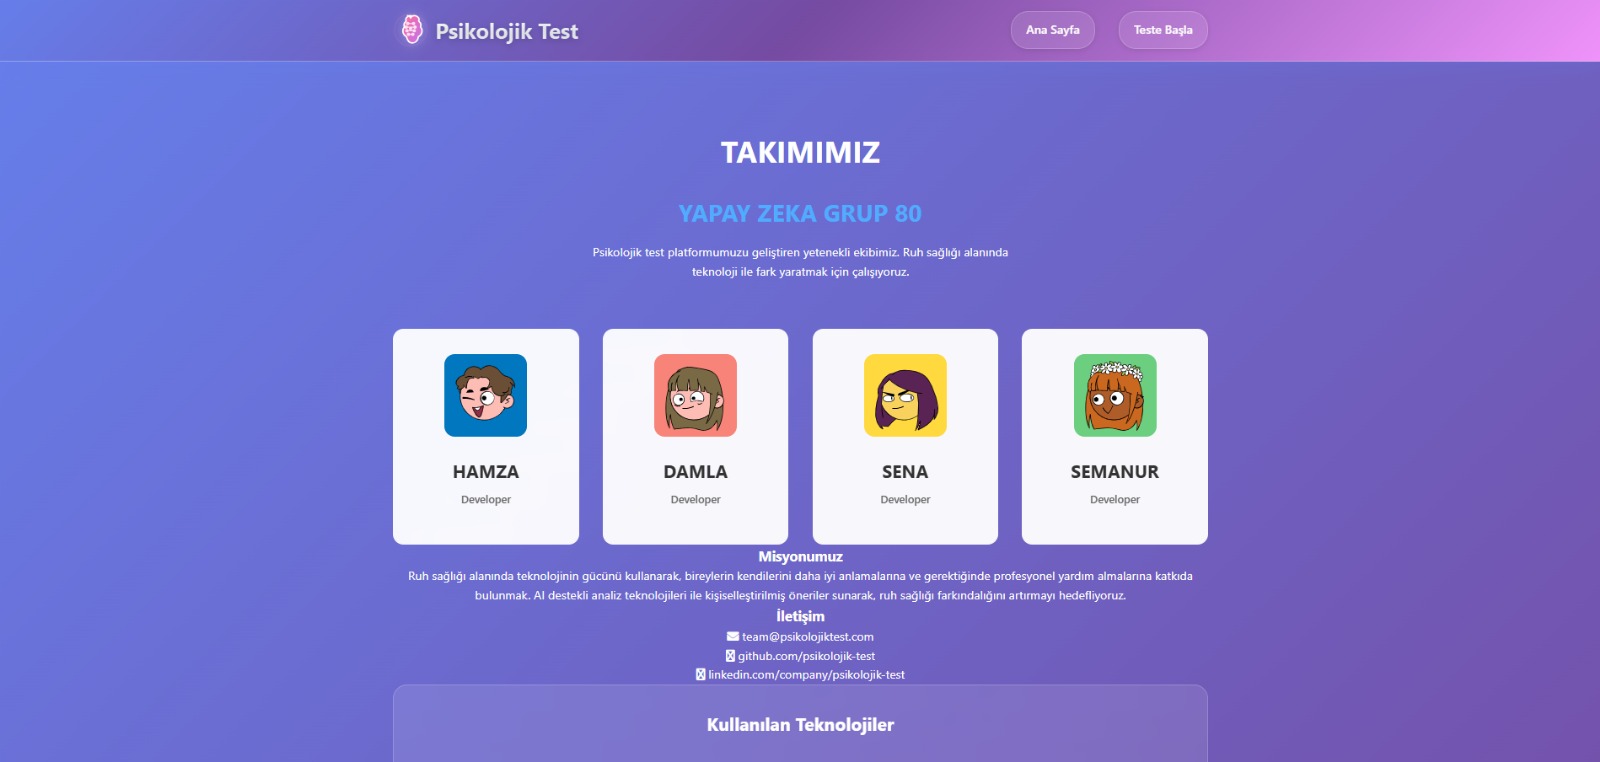 Psikolojik Test
Ana Sayfa
Teste Başla
TAKIMIMIZ
YAPAY ZEKA GRUP 80
Psikolojik test platformumuzu geliştiren yetenekli ekibimiz. Ruh sağlığı alanında
teknoloji ile fark yaratmak için çalışıyoruz.
HAMZA
Developer
DAMLA
Developer
SENA
Developer
SEMANUR
Developer
Misyonumuz
Ruh sağlığı alanında teknolojinin gücünü kullanarak, bireylerin kendilerini daha iyi anlamalarına ve gerektiğinde profesyonel yardım almalarına katkıda
bulunmak. AI destekli analiz teknolojileri ile kişiselleştirilmiş öneriler sunarak, ruh sağlığı farkındalığını artırmayı hedefliyoruz.
İletişim
team@psikolojiktest.com
github.com/psikolojik-test
linkedin.com/company/psikolojik-test
Kullanılan Teknolojiler